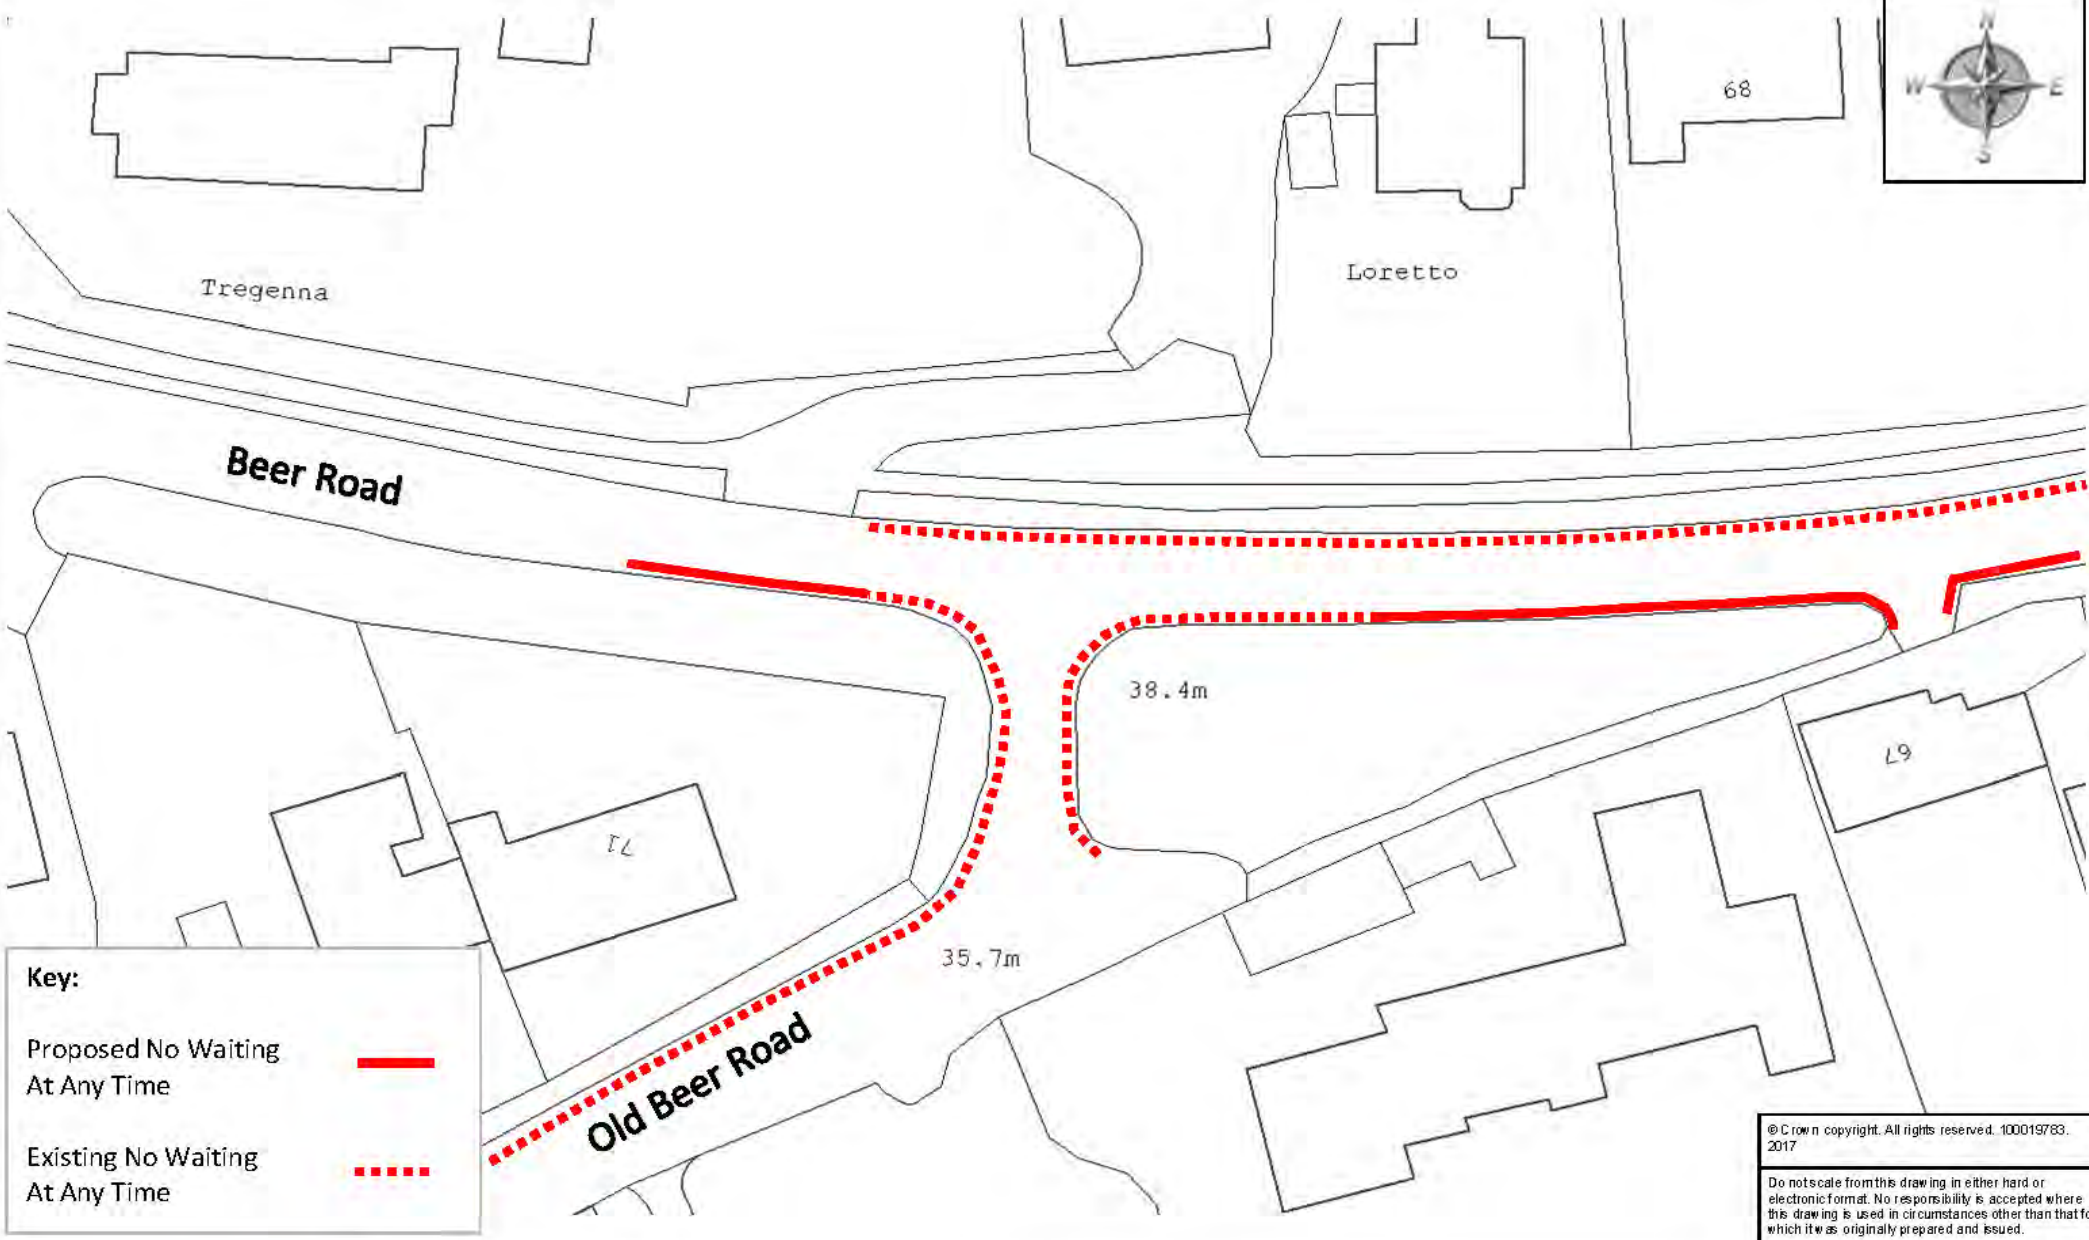 N
W E
S
68
Loretto
Tregenna
Beer Road
38.4m
67
71
35.7m
Old Beer Road
Key:
Proposed No Waiting
At Any Time
Existing No Waiting
At Any Time
© Crown copyright. All rights reserved. 100019783.
2017
Do not scale from this drawing in either hard or
electronic format. No responsibility is accepted where
this drawing is used in circumstances other than that fo
which it was originally prepared and issued.